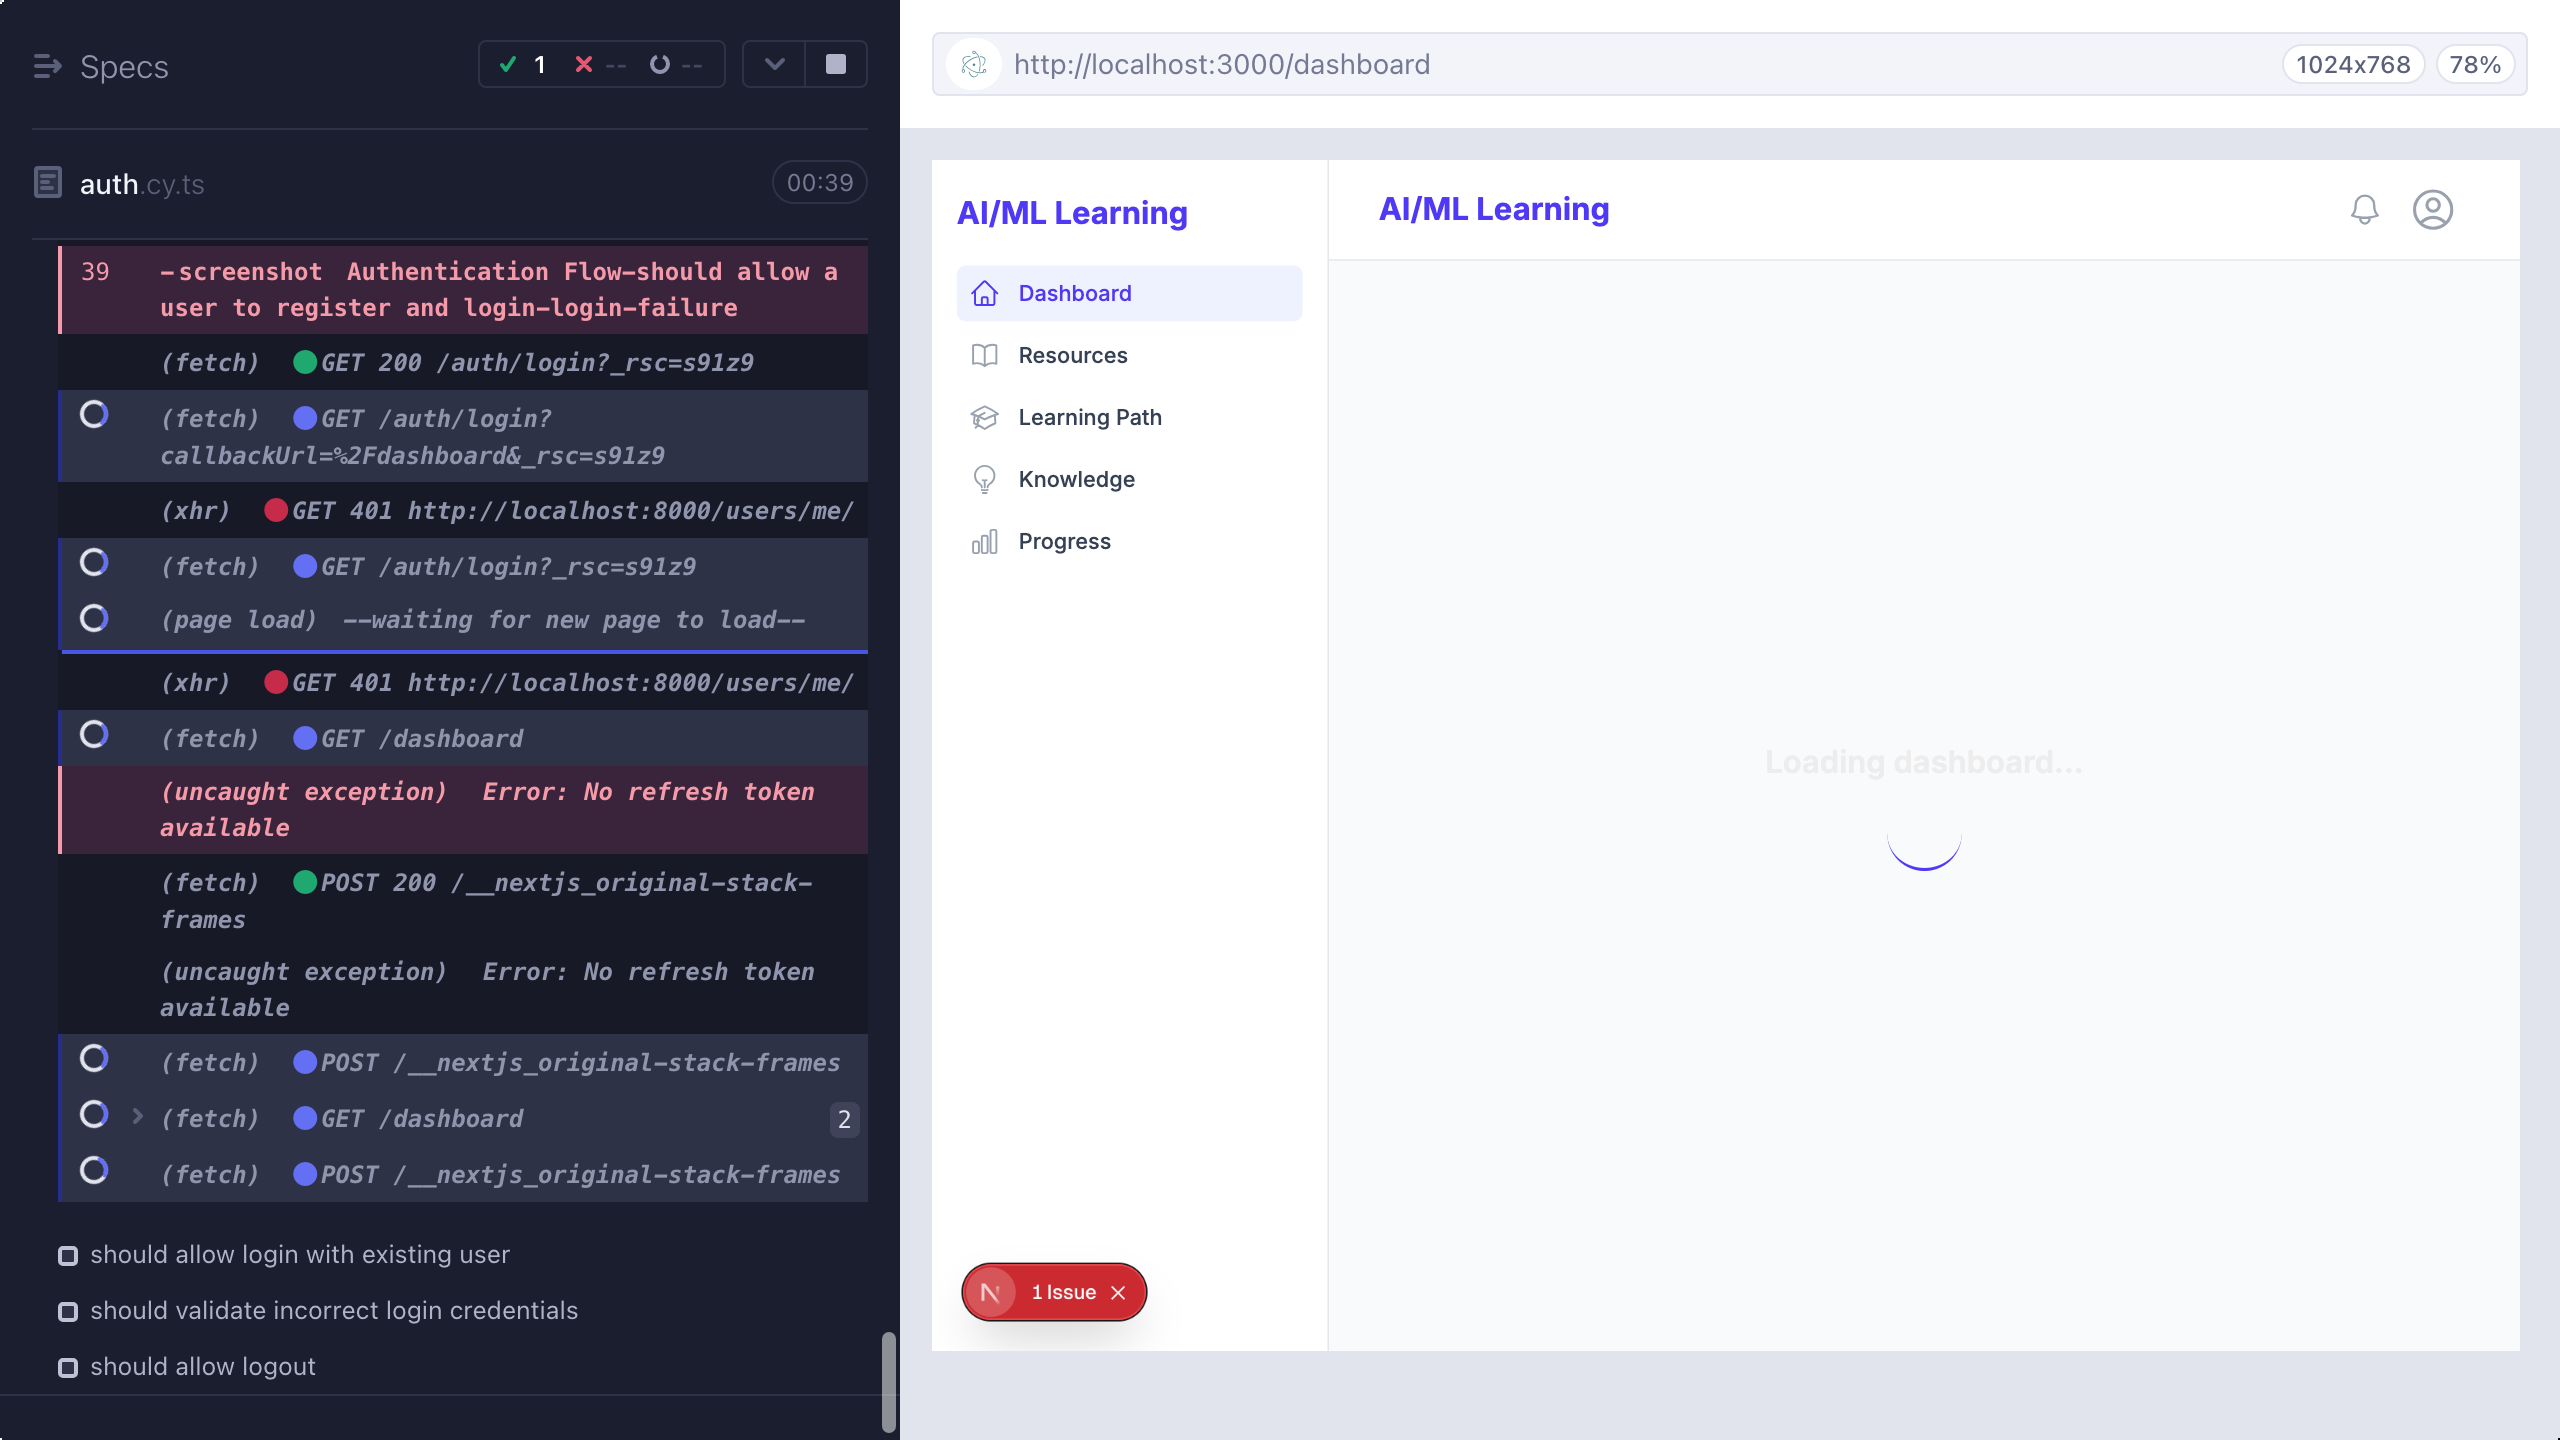 Specs
1 -- --
auth.cy.ts
00:39
39 -screenshot Authentication Flow-should allow a
user to register and login-login-failure
(fetch) GET 200 /auth/login?_rsc=s91z9
(fetch) GET /auth/login?
callbackUrl=%2Fdashboard&_rsc=s91z9
(xhr) GET 401 http://localhost:8000/users/me/
(fetch) GET /auth/login?_rsc=s91z9
(page load) --waiting for new page to load--
(xhr) GET 401 http://localhost:8000/users/me/
(fetch) GET /dashboard
(uncaught exception) Error: No refresh token
available
(fetch) POST 200 /__nextjs_original-stack-
frames
(uncaught exception) Error: No refresh token
available
(fetch) POST /__nextjs_original-stack-frames
(fetch) GET /dashboard 2
(fetch) POST /__nextjs_original-stack-frames
should allow login with existing user
should validate incorrect login credentials
should allow logout
http://localhost:3000/dashboard
1024x768
78%
AI/ML Learning
Dashboard
Resources
Learning Path
Knowledge
Progress
AI/ML Learning
Loading dashboard...
N 1 Issue